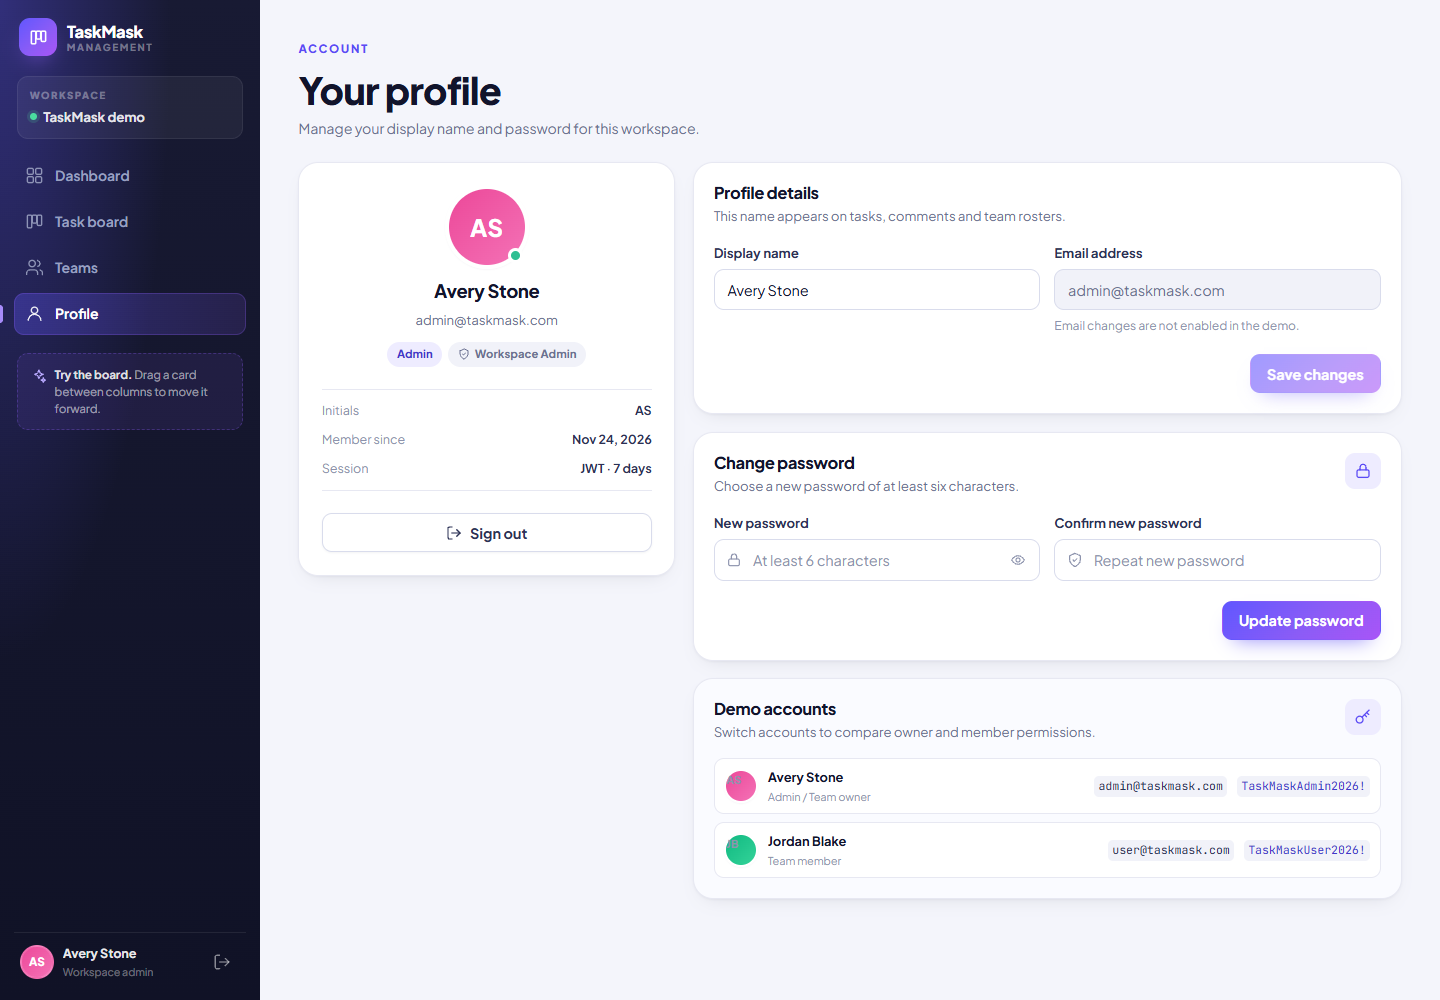 TaskMask
MANAGEMENT
WORKSPACE
TaskMask demo
Dashboard
Task board
Teams
Profile
Try the board. Drag a card
between columns to move it
forward.
AS
Avery Stone
Workspace admin
ACCOUNT
Your profile
Manage your display name and password for this workspace.
AS
Avery Stone
admin@taskmask.com
Admin
Workspace Admin
Initials AS
Member since Nov 24, 2026
Session JWT · 7 days
Sign out
Profile details
This name appears on tasks, comments and team rosters.
Display name
Avery Stone
Email address
admin@taskmask.com
Email changes are not enabled in the demo.
Save changes
Change password
Choose a new password of at least six characters.
New password
At least 6 characters
Confirm new password
Repeat new password
Update password
Demo accounts
Switch accounts to compare owner and member permissions.
Avery Stone
Admin / Team owner
admin@taskmask.com TaskMaskAdmin2026!
Jordan Blake
Team member
user@taskmask.com TaskMaskUser2026!